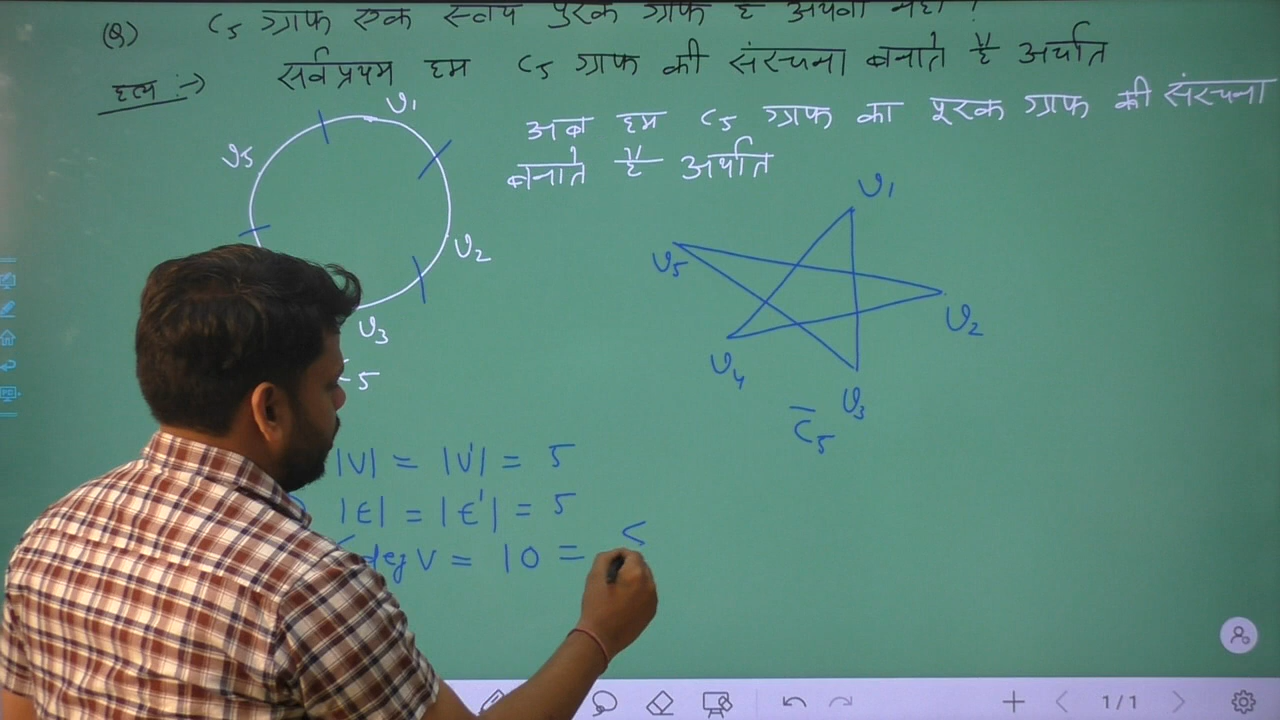 (Q) C5 ग्राफ एक स्वयं पुरक ग्राफ है अथवा नहीं?
हल :-> सर्वप्रथम हम C5 ग्राफ की संरचना बनाते है अर्थात
अब हम C5 ग्राफ का पूरक ग्राफ की संरचना
बनाते है अर्थात
v1
v5
v2
v3
5
v1
v5
v2
v4
v3
C̅5
|V| = |V'| = 5
|E| = |E'| = 5
deg V = 10 =
1/1